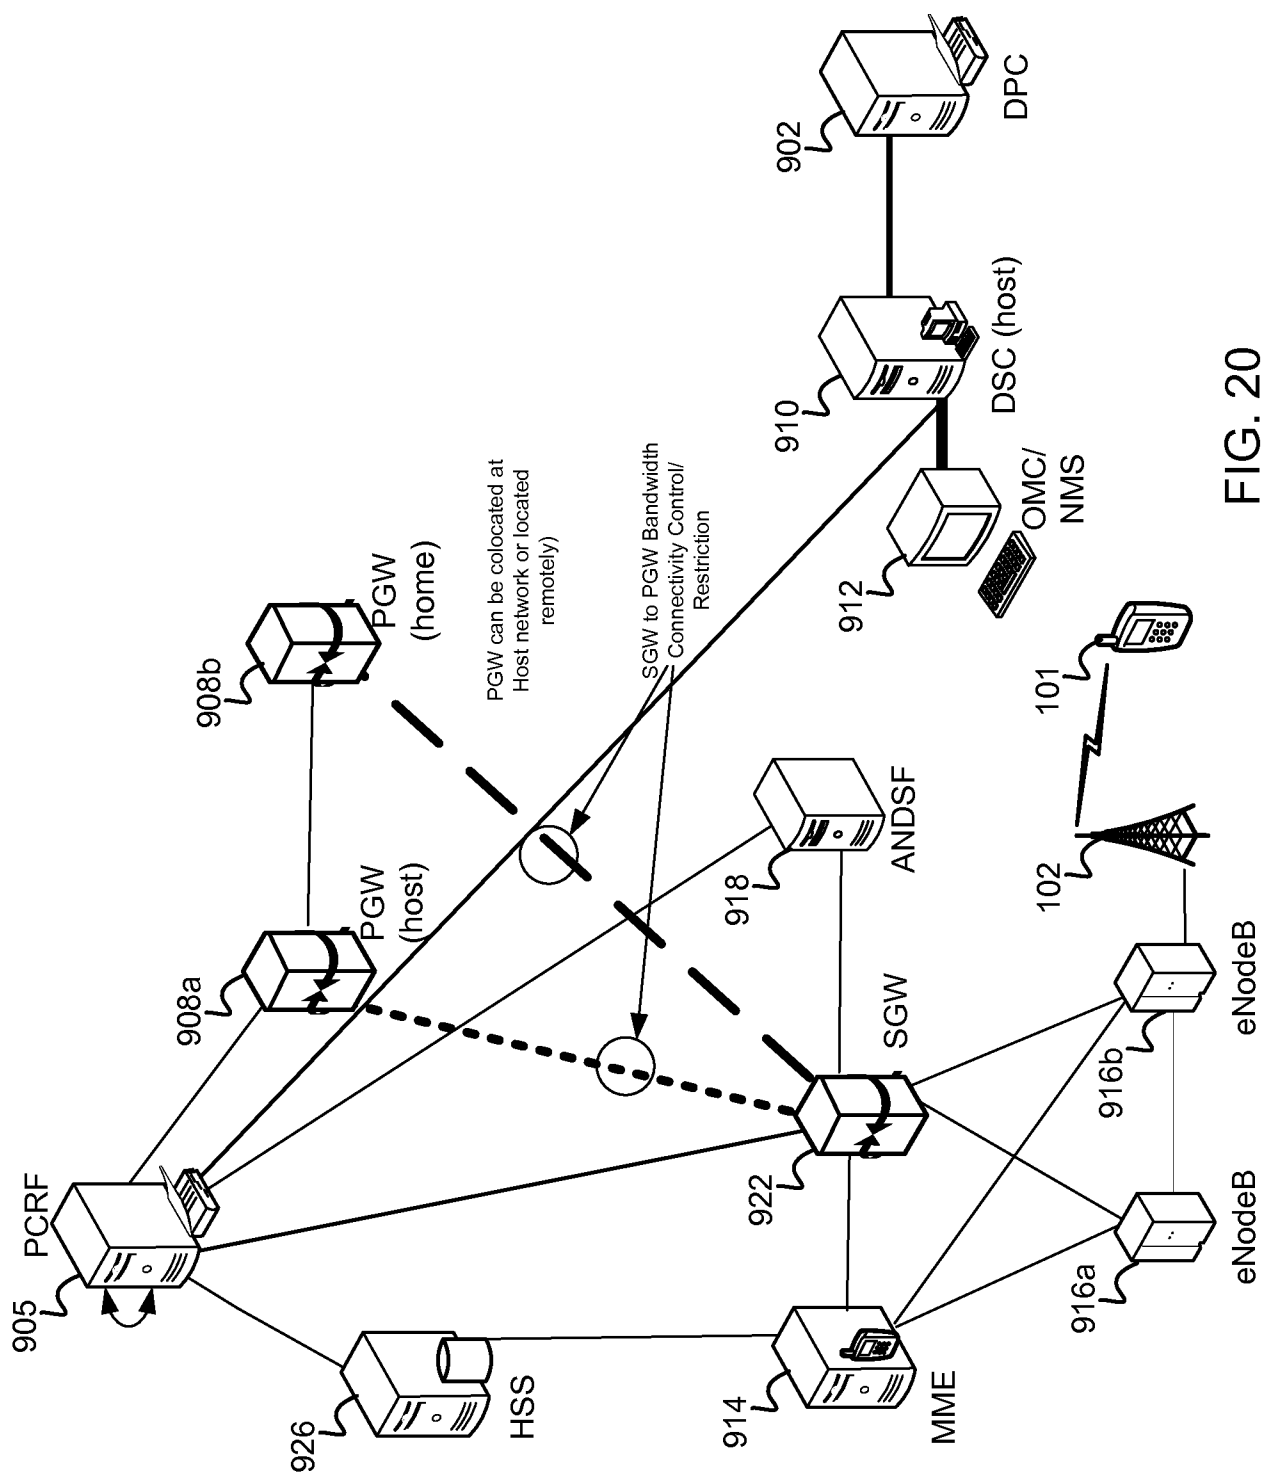 905
PCRF
908a
PGW
(host)
908b
PGW
(home)
926
HSS
PGW can be colocated at
Host network or located
remotely)
SGW to PGW Bandwidth
Connectivity Control/
Restriction
914
MME
922
SGW
918
ANDSF
910
DSC (host)
902
DPC
912
OMC/
NMS
916a
eNodeB
916b
eNodeB
102
101
FIG. 20